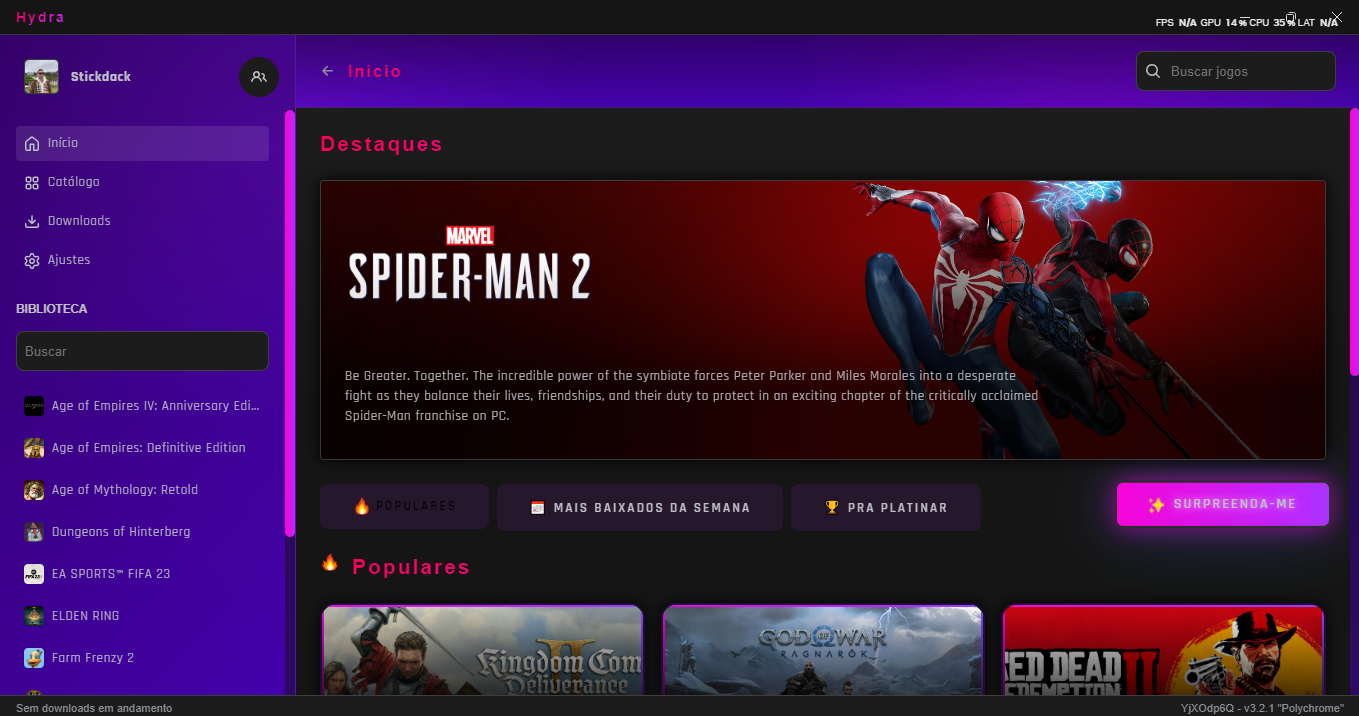 Hydra
FPS N/A GPU 14% CPU 35% LAT N/A
Stickdack
Início
Catálogo
Downloads
Ajustes
BIBLIOTECA
Buscar
Age of Empires IV: Anniversary Edi...
Age of Empires: Definitive Edition
Age of Mythology: Retold
Dungeons of Hinterberg
EA SPORTS™ FIFA 23
ELDEN RING
Farm Frenzy 2
Início
Buscar jogos
Destaques
MARVEL
SPIDER-MAN 2
Be Greater. Together. The incredible power of the symbiote forces Peter Parker and Miles Morales into a desperate
fight as they balance their lives, friendships, and their duty to protect in an exciting chapter of the critically acclaimed
Spider-Man franchise on PC.
🔥 POPULARES
MAIS BAIXADOS DA SEMANA
🏆 PRA PLATINAR
✨ SURPREENDA-ME
🔥 Populares
Kingdom Com
II
Deliverance
GOD OF WAR
RAGNARÖK
ED DEAD
DEMPTION II
Sem downloads em andamento
YjXOdp6Q - v3.2.1 "Polychrome"